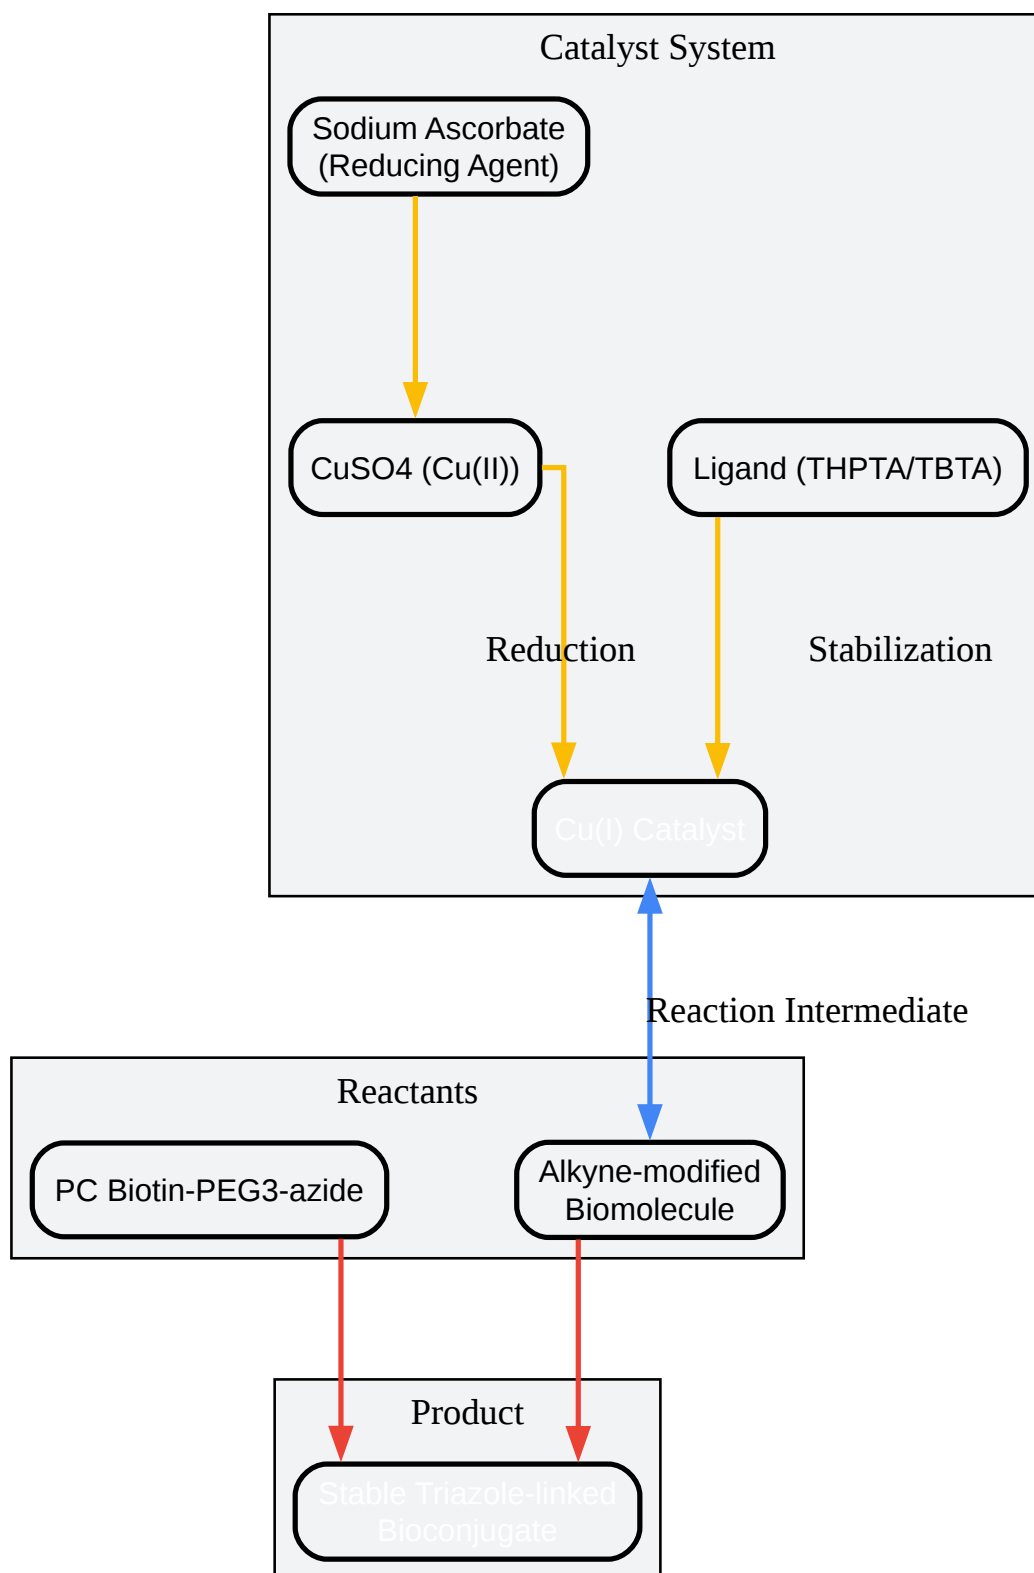 Catalyst System
Sodium Ascorbate
(Reducing Agent)
CuSO4 (Cu(II))
Ligand (THPTA/TBTA)
Reduction
Stabilization
Cu(I) Catalyst
Reaction Intermediate
Reactants
PC Biotin-PEG3-azide
Alkyne-modified
Biomolecule
Product
Stable Triazole-linked
Bioconjugate